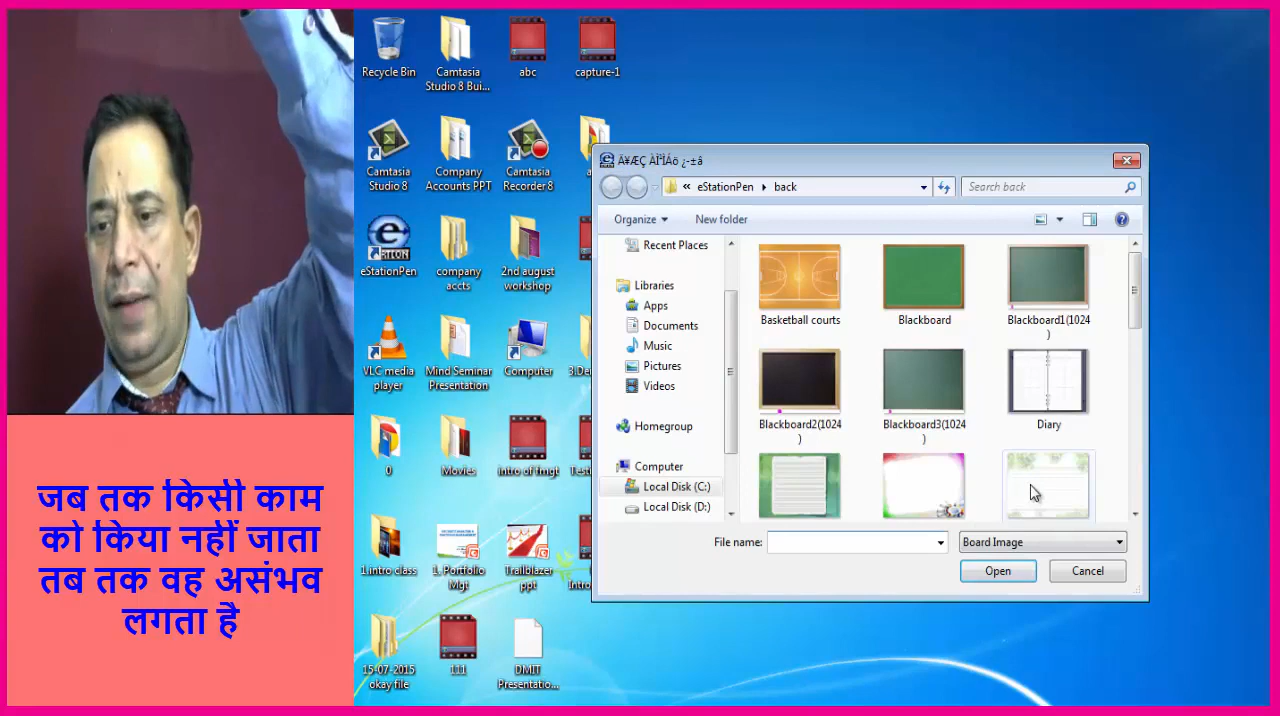 जब तक किसी काम
को किया नहीं जाता
तब तक वह असंभव
लगता है
Recycle Bin
Camtasia
Studio 8 Bui...
abc
capture-1
Camtasia
Studio 8
Company
Accounts PPT
Camtasia
Recorder 8
eStationPen
company
accts
2nd august
workshop
VLC media
player
Mind Seminar
Presentation
Computer
0
Movies
intro of fmgt
1.intro class
1. Portfolio
Mgt
Trailblazer
ppt
15-07-2015
okay file
111
DMIT
Presentatio...
eStationPen
back
Search back
Organize
New folder
Recent Places
Libraries
Apps
Documents
Music
Pictures
Videos
Homegroup
Computer
Local Disk (C:)
Local Disk (D:)
Basketball courts
Blackboard
Blackboard1(1024
)
Blackboard2(1024
)
Blackboard3(1024
)
Diary
File name:
Board Image
Open
Cancel